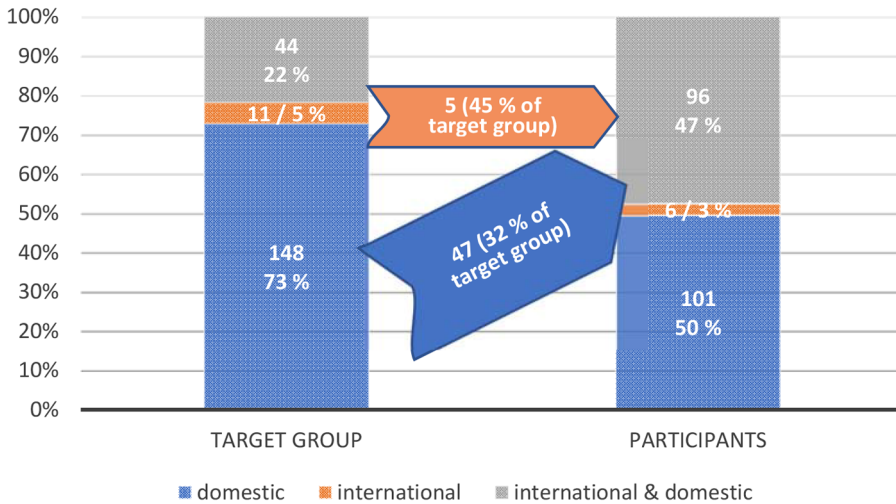 100%
90%
80%
70%
60%
50%
40%
30%
20%
10%
0%
44
22 %
11 / 5 %
148
73 %
5 (45 % of
target group)
47 (32 % of
target group)
96
47 %
6 / 3 %
101
50 %
TARGET GROUP
PARTICIPANTS
domestic
international
international & domestic